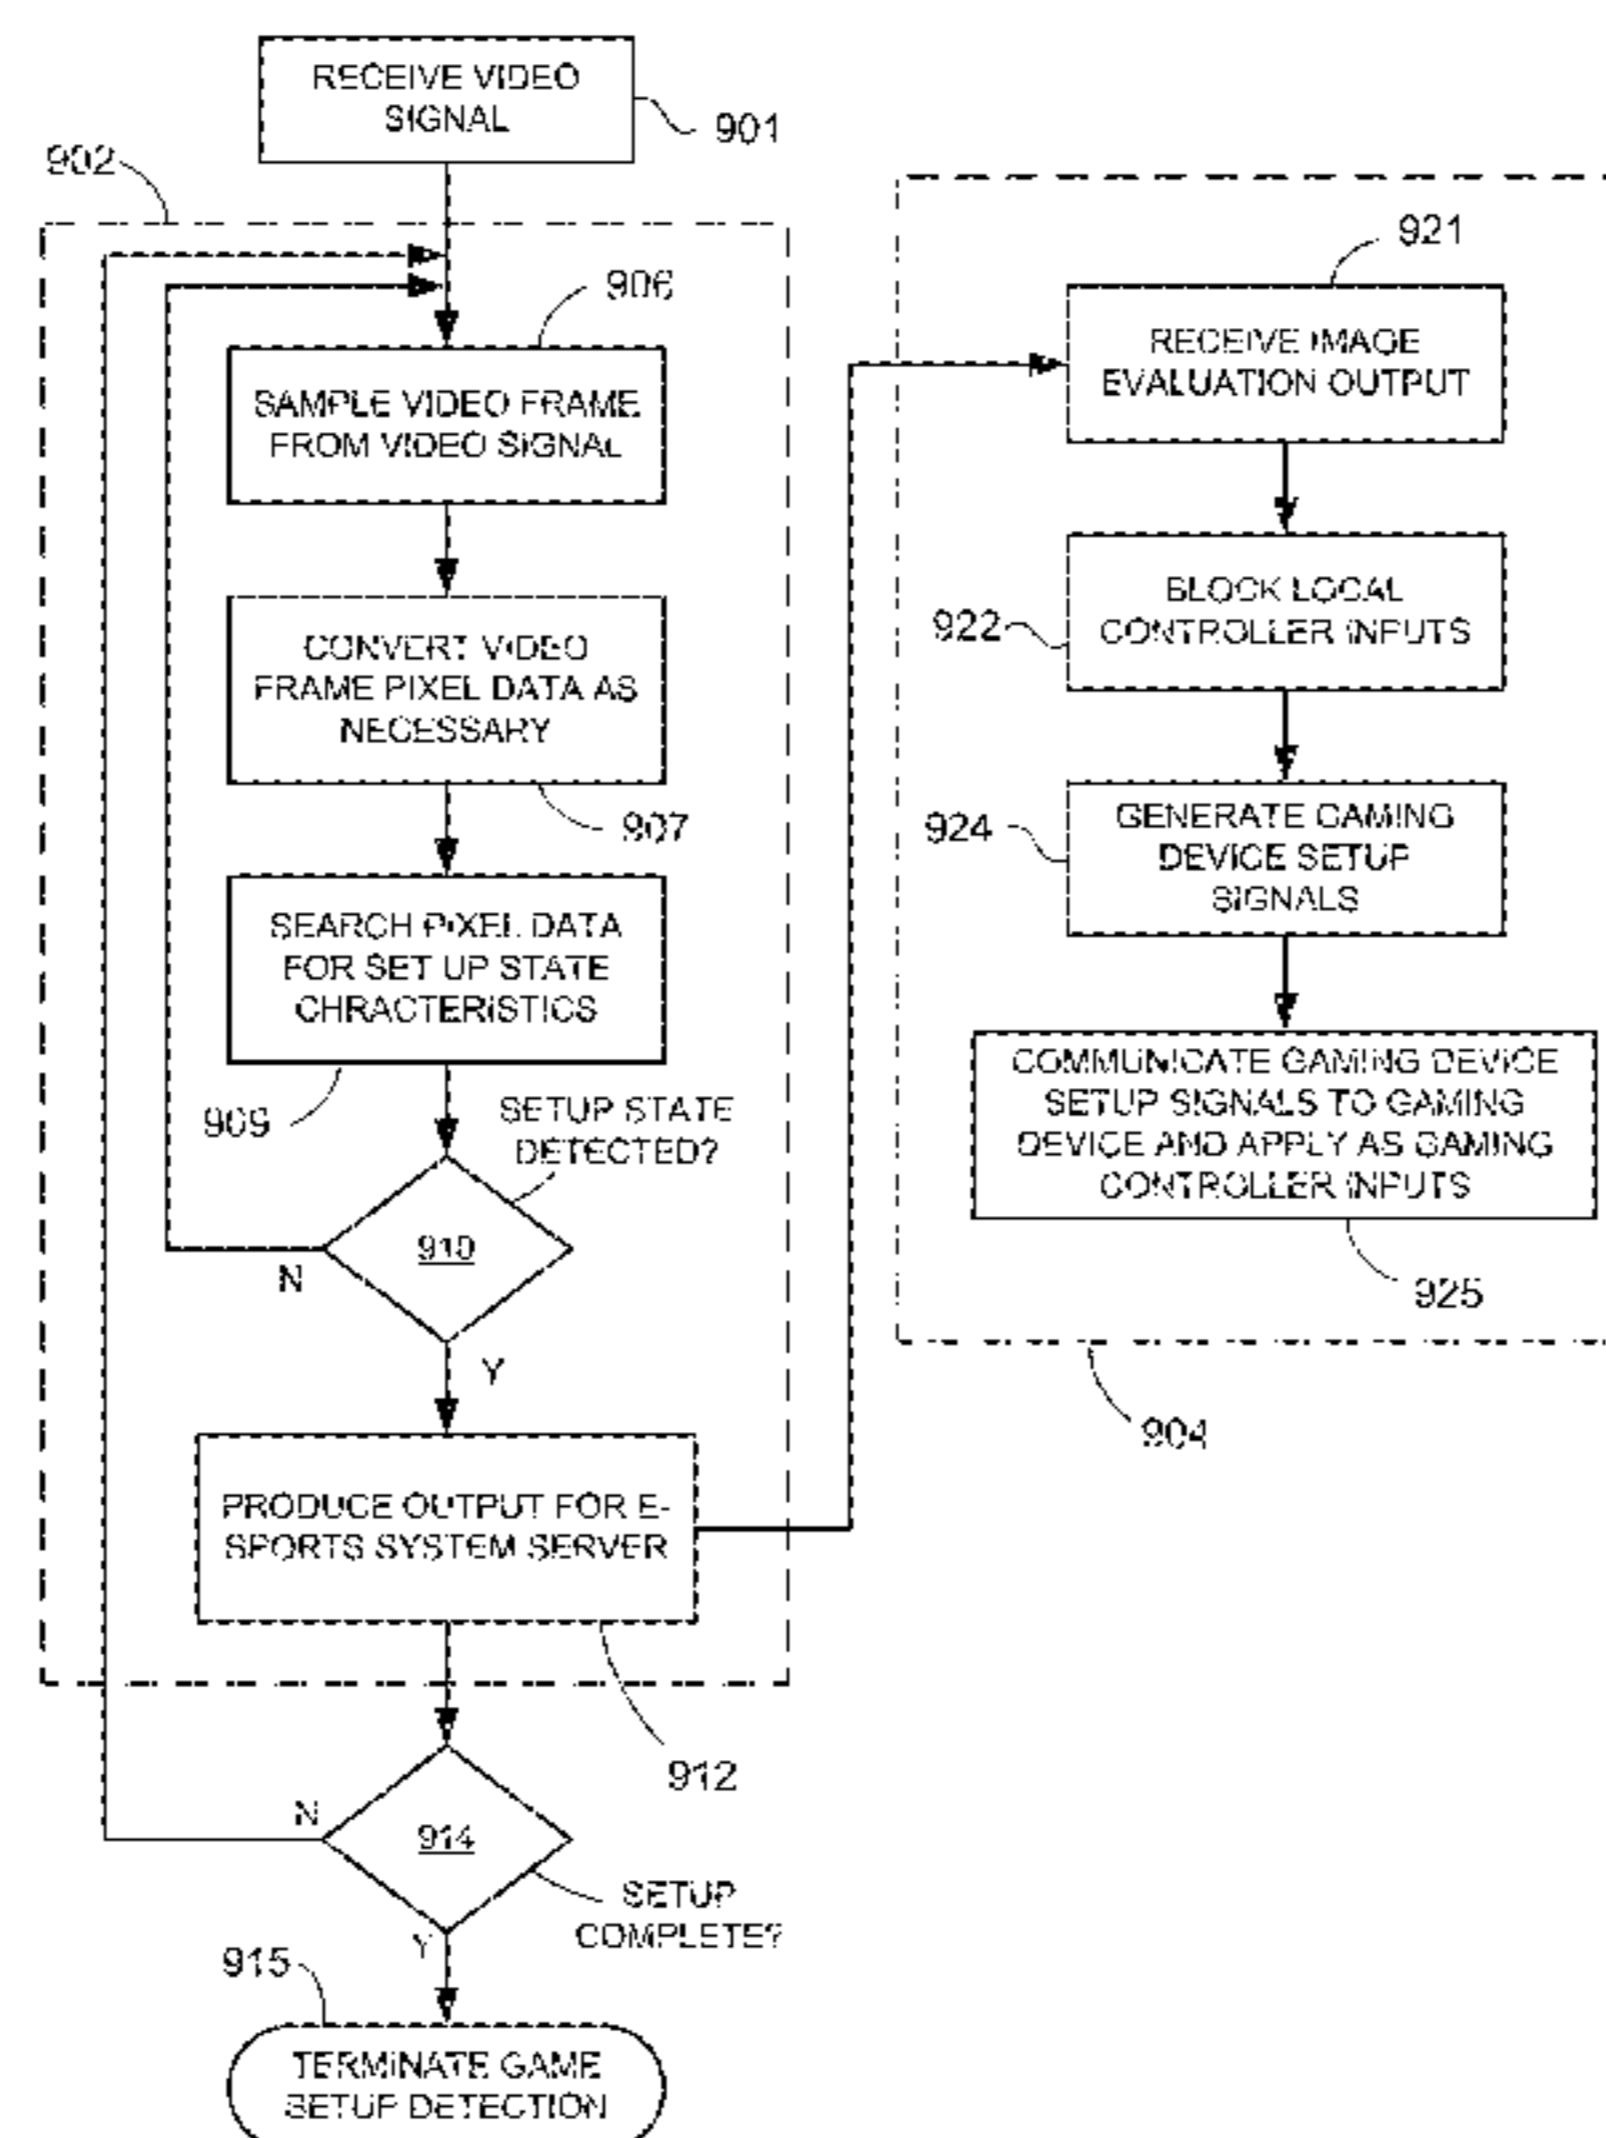 RECEIVE VIDEO
SIGNAL
901
902
906
SAMPLE VIDEO FRAME
FROM VIDEO SIGNAL
CONVERT VIDEO
FRAME PIXEL DATA AS
NECESSARY
907
SEARCH PIXEL DATA
FOR SET UP STATE
CHRACTERISTICS
909
SETUP STATE
DETECTED?
910
N
Y
PRODUCE OUTPUT FOR E-
SPORTS SYSTEM SERVER
912
N
914
SETUP
COMPLETE?
Y
915
TERMINATE GAME
SETUP DETECTION
921
RECEIVE IMAGE
EVALUATION OUTPUT
BLOCK LOCAL
CONTROLLER INPUTS
922
GENERATE GAMING
DEVICE SETUP
SIGNALS
924
COMMUNICATE GAMING DEVICE
SETUP SIGNALS TO GAMING
DEVICE AND APPLY AS GAMING
CONTROLLER INPUTS
925
904